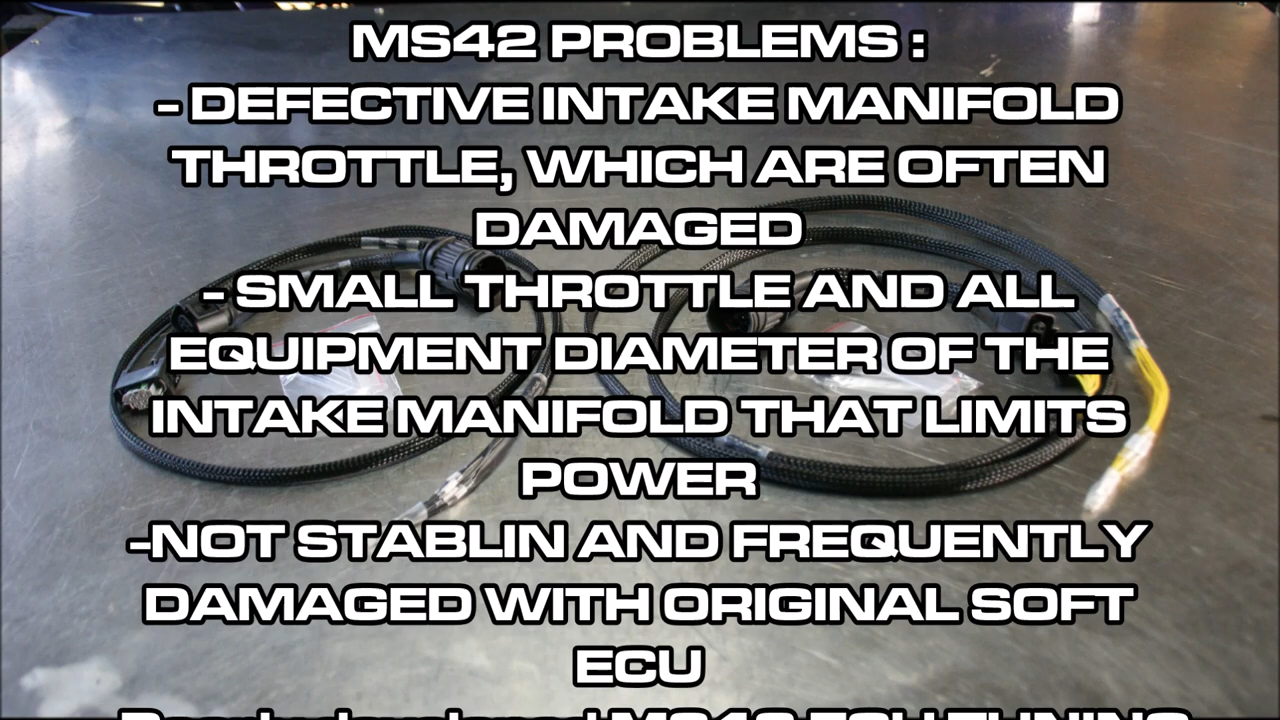 MS42 PROBLEMS :
- DEFECTIVE INTAKE MANIFOLD
THROTTLE, WHICH ARE OFTEN
DAMAGED
- SMALL THROTTLE AND ALL
EQUIPMENT DIAMETER OF THE
INTAKE MANIFOLD THAT LIMITS
POWER
-NOT STABLIN AND FREQUENTLY
DAMAGED WITH ORIGINAL SOFT
ECU